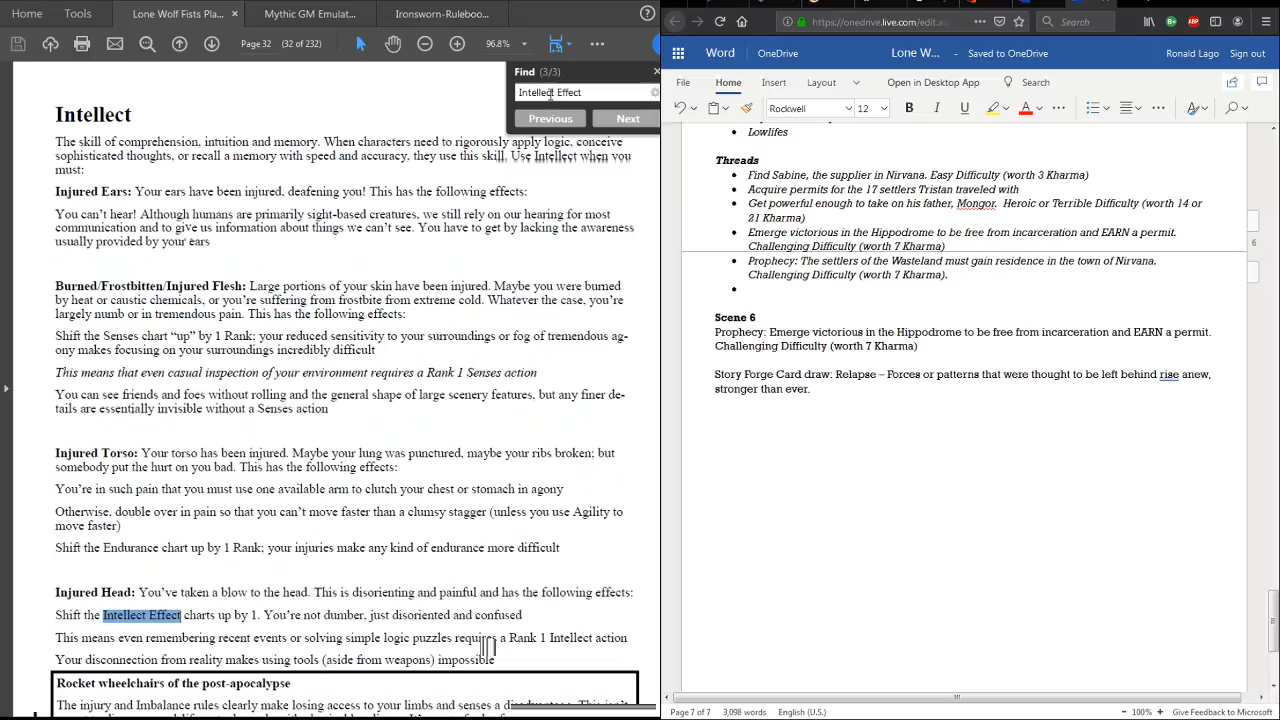 Home
Tools
Lone Wolf Fists Pla... ×
Mythic GM Emulat...
Ironsworn-Ruleboo...
Page 32 (32 of 232)
96.8%
Find (3/3)
Intellect Effect
Previous
Next
Intellect
The skill of comprehension, intuition and memory. When characters need to rigorously apply logic, conceive
sophisticated thoughts, or recall a memory with speed and accuracy, they use this skill. Use Intellect when you
must:
Injured Ears: Your ears have been injured, deafening you! This has the following effects:
You can't hear! Although humans are primarily sight-based creatures, we still rely on our hearing for most
communication and to give us information about things we can't see. You have to get by lacking the awareness
usually provided by your ears
Burned/Frostbitten/Injured Flesh: Large portions of your skin have been injured. Maybe you were burned
by heat or caustic chemicals, or you're suffering from frostbite from extreme cold. Whatever the case, you're
largely numb or in tremendous pain. This has the following effects:
Shift the Senses chart “up” by 1 Rank; your reduced sensitivity to your surroundings or fog of tremendous ag-
ony makes focusing on your surroundings incredibly difficult
This means that even casual inspection of your environment requires a Rank 1 Senses action
You can see friends and foes without rolling and the general shape of large scenery features, but any finer de-
tails are essentially invisible without a Senses action
Injured Torso: Your torso has been injured. Maybe your lung was punctured, maybe your ribs broken; but
somebody put the hurt on you bad. This has the following effects:
You're in such pain that you must use one available arm to clutch your chest or stomach in agony
Otherwise, double over in pain so that you can't move faster than a clumsy stagger (unless you use Agility to
move faster)
Shift the Endurance chart up by 1 Rank; your injuries make any kind of endurance more difficult
Injured Head: You've taken a blow to the head. This is disorienting and painful and has the following effects:
Shift the Intellect Effect charts up by 1. You're not dumber, just disoriented and confused
This means even remembering recent events or solving simple logic puzzles requires a Rank 1 Intellect action
Your disconnection from reality makes using tools (aside from weapons) impossible
Rocket wheelchairs of the post-apocalypse
The injury and Imbalance rules clearly make losing access to your limbs and senses a
https://onedrive.live.com/edit.as
Search
Word
OneDrive
Lone W... - Saved to OneDrive
Ronald Lago
Sign out
File
Home
Insert
Layout
Open in Desktop App
Search
Rockwell
12
B
I
U
A
Lowlifes
Threads
Find Sabine, the supplier in Nirvana. Easy Difficulty (worth 3 Kharma)
Acquire permits for the 17 settlers Tristan traveled with
Get powerful enough to take on his father, Mongor. Heroic or Terrible Difficulty (worth 14 or
21 Kharma)
Emerge victorious in the Hippodrome to be free from incarceration and EARN a permit.
Challenging Difficulty (worth 7 Kharma)
Prophecy: The settlers of the Wasteland must gain residence in the town of Nirvana.
Challenging Difficulty (worth 7 Kharma).
6
Scene 6
Prophecy: Emerge victorious in the Hippodrome to be free from incarceration and EARN a permit.
Challenging Difficulty (worth 7 Kharma)
Story Forge Card draw: Relapse – Forces or patterns that were thought to be left behind rise anew,
stronger than ever.
Page 7 of 7
3,098 words
English (U.S.)
100%
Give Feedback to Microsoft